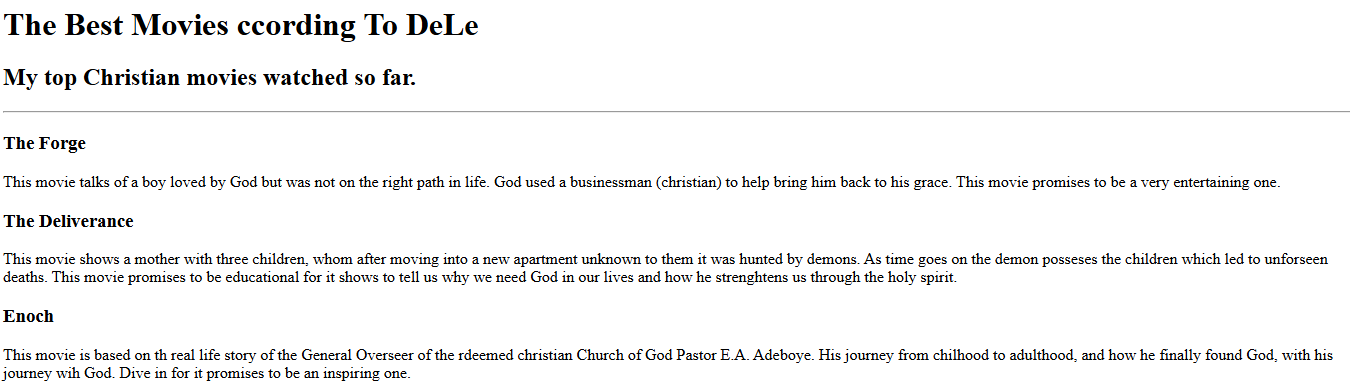 The Best Movies ccording To DeLe
My top Christian movies watched so far.
The Forge
This movie talks of a boy loved by God but was not on the right path in life. God used a businessman (christian) to help bring him back to his grace. This movie promises to be a very entertaining one.
The Deliverance
This movie shows a mother with three children, whom after moving into a new apartment unknown to them it was hunted by demons. As time goes on the demon posseses the children which led to unforseen
deaths. This movie promises to be educational for it shows to tell us why we need God in our lives and how he strenghtens us through the holy spirit.
Enoch
This movie is based on th real life story of the General Overseer of the rdeemed christian Church of God Pastor E.A. Adeboye. His journey from chilhood to adulthood, and how he finally found God, with his
journey wih God. Dive in for it promises to be an inspiring one.